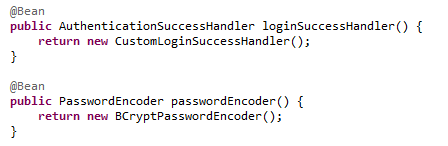 @Bean
public AuthenticationSuccessHandler loginSuccessHandler() {
    return new CustomLoginSuccessHandler();
}
@Bean
public PasswordEncoder passwordEncoder() {
    return new BCryptPasswordEncoder();
}